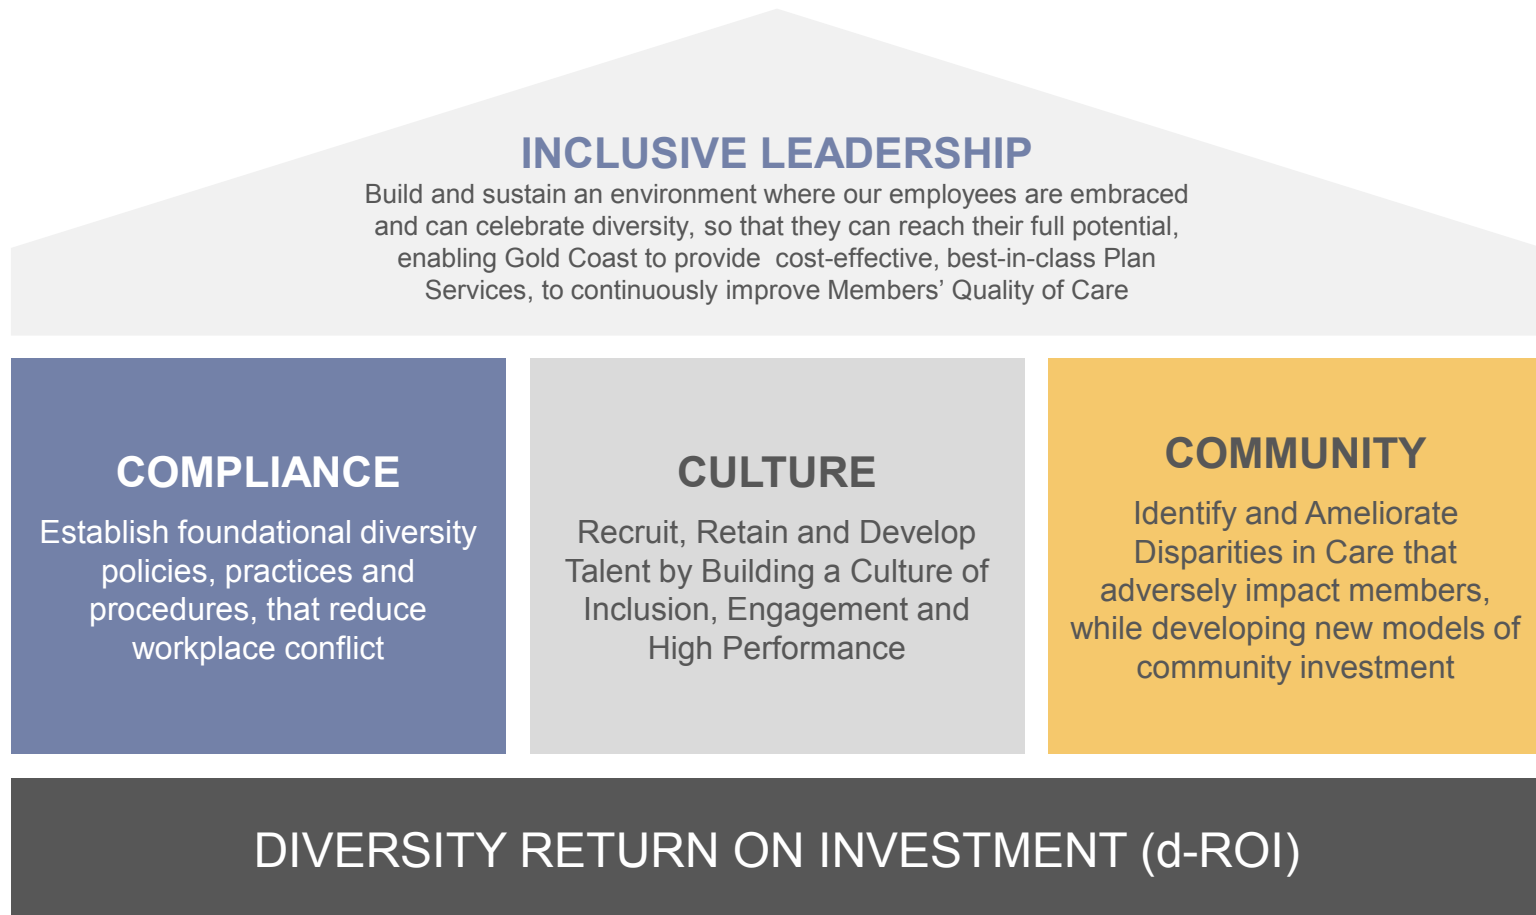 INCLUSIVE LEADERSHIP
Build and sustain an environment where our employees are embraced
and can celebrate diversity, so that they can reach their full potential,
enabling Gold Coast to provide  cost-effective, best-in-class Plan
Services, to continuously improve Members’ Quality of Care
COMPLIANCE
Establish foundational diversity
policies, practices and
procedures, that reduce
workplace conflict
CULTURE
Recruit, Retain and Develop
Talent by Building a Culture of
Inclusion, Engagement and
High Performance
COMMUNITY
Identify and Ameliorate
Disparities in Care that
adversely impact members,
while developing new models of
community investment
DIVERSITY RETURN ON INVESTMENT (d-ROI)